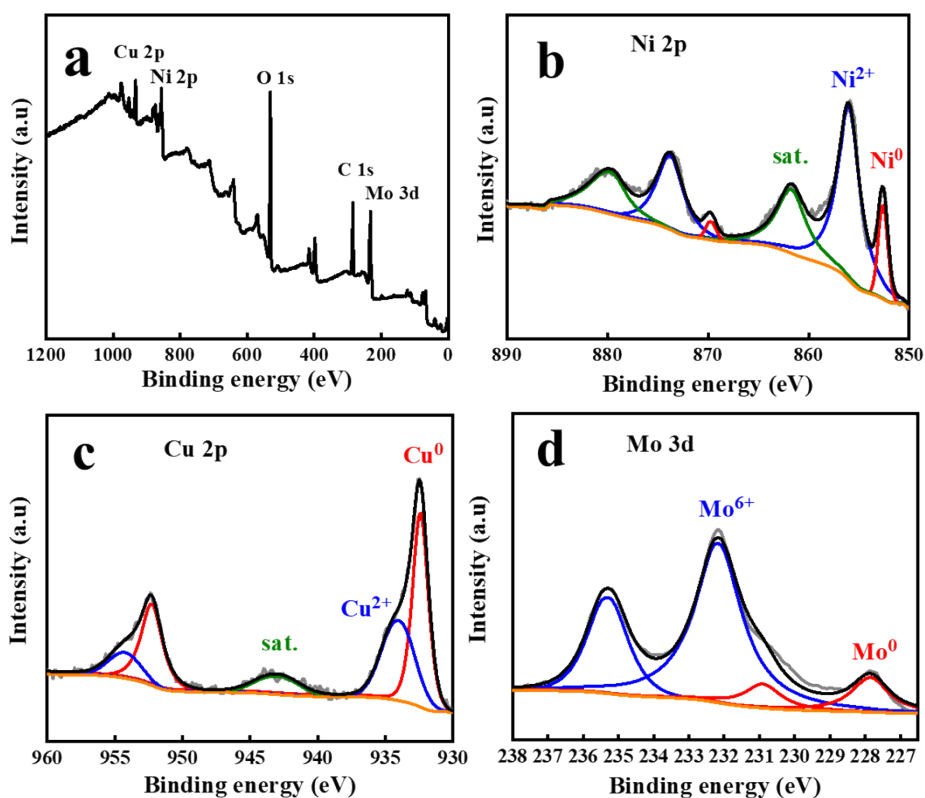 a
Cu 2p
Ni 2p
O 1s
C 1s
Mo 3d
Intensity (a.u)
1200 1000 800 600 400 200 0
Binding energy (eV)
b
Ni 2p
Ni²⁺
sat.
Ni⁰
Intensity (a.u)
890 880 870 860 850
Binding energy (eV)
c
Cu 2p
Cu⁰
Cu²⁺
sat.
Intensity (a.u)
960 955 950 945 940 935 930
Binding energy (eV)
d
Mo 3d
Mo⁶⁺
Mo⁰
Intensity (a.u)
238 237 236 235 234 233 232 231 230 229 228 227
Binding energy (eV)